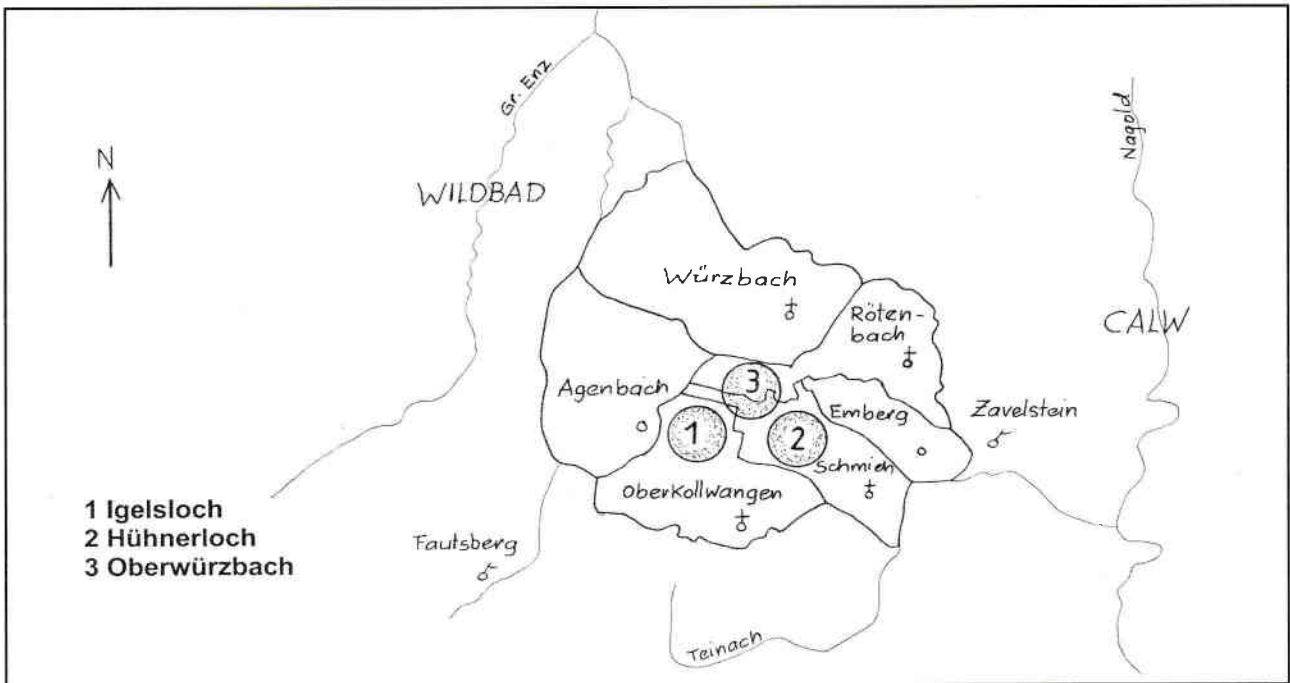 Gr. Enz
Nagold
N
WILDBAD
Würzbach
Röten-
bach
CALW
Agenbach
3
Emberg
Zavelstein
1
2
Schmieh
Oberkollwangen
1 Igelsloch
2 Hühnerloch
3 Oberwürzbach
Fautsberg
Teinach